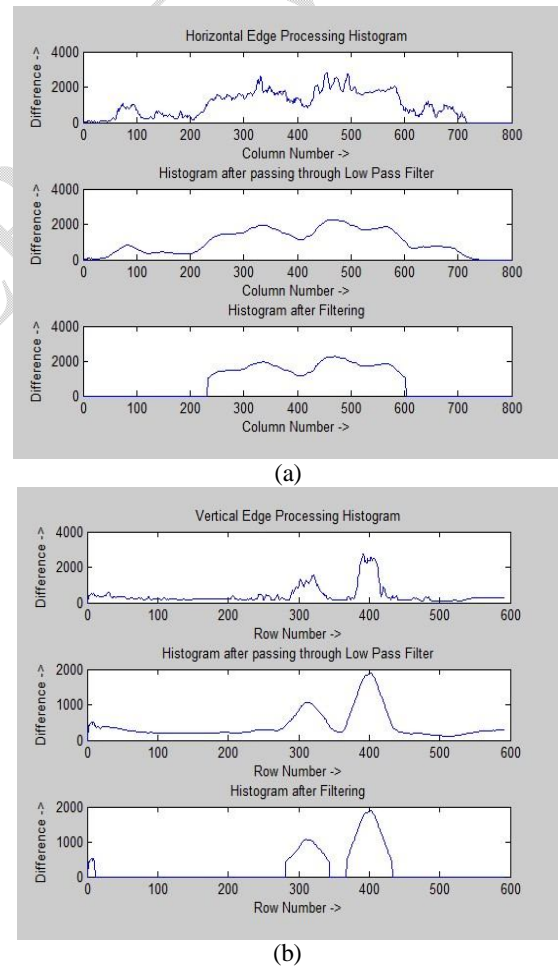 Horizontal Edge Processing Histogram
4000
2000
0
Difference ->
0 100 200 300 400 500 600 700 800
Column Number ->
Histogram after passing through Low Pass Filter
4000
2000
0
Difference ->
0 100 200 300 400 500 600 700 800
Column Number ->
Histogram after Filtering
4000
2000
0
Difference ->
0 100 200 300 400 500 600 700 800
Column Number ->
(a)
Vertical Edge Processing Histogram
4000
2000
0
Difference ->
0 100 200 300 400 500 600
Row Number ->
Histogram after passing through Low Pass Filter
2000
1000
0
Difference ->
0 100 200 300 400 500 600
Row Number ->
Histogram after Filtering
2000
1000
0
Difference ->
0 100 200 300 400 500 600
Row Number ->
(b)